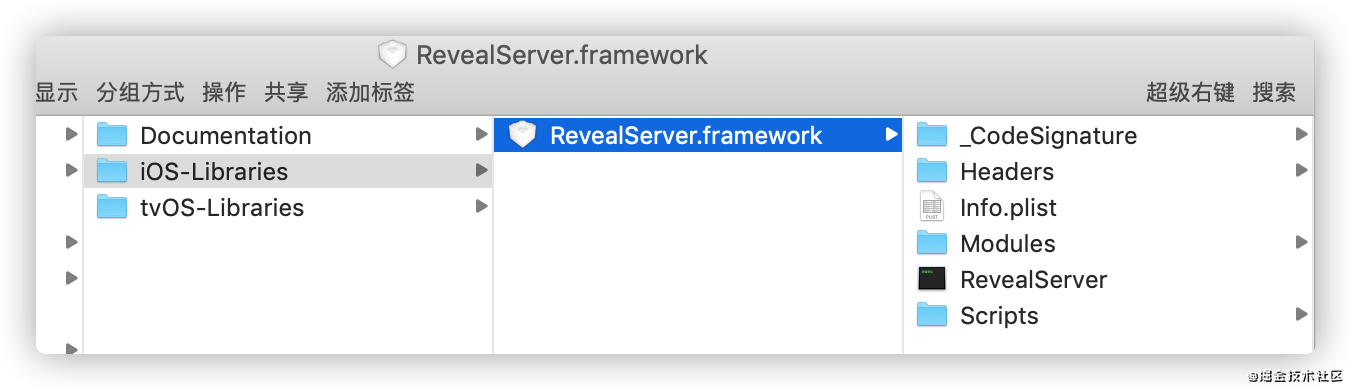 RevealServer.framework
显示 分组方式 操作 共享 添加标签 超级右键 搜索
Documentation
iOS-Libraries
tvOS-Libraries
RevealServer.framework
_CodeSignature
Headers
Info.plist
PLIST
Modules
RevealServer
Scripts
@掘金技术社区